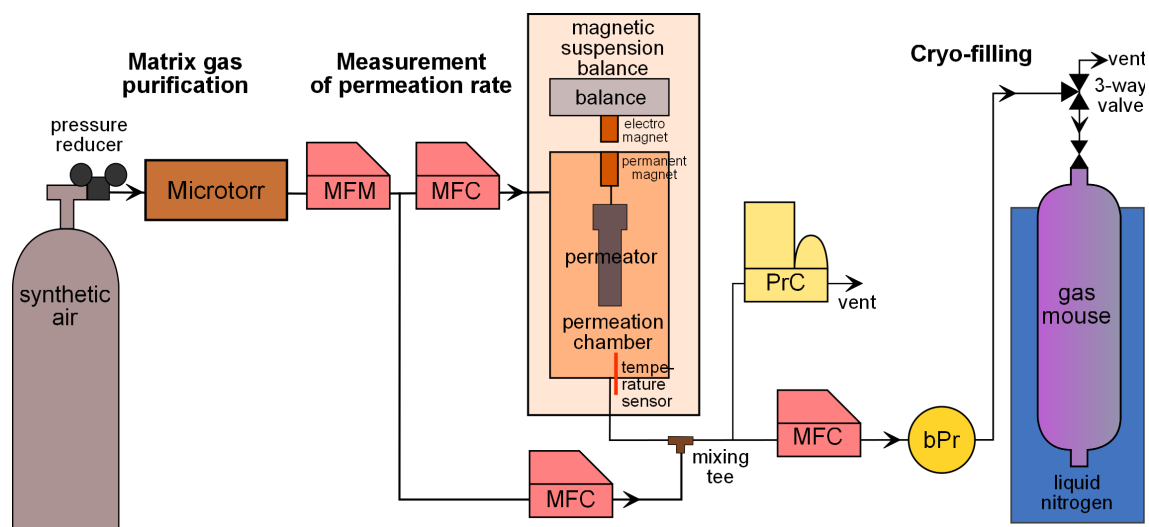 Matrix gas
purification
Measurement
of permeation rate
Cryo-filling
magnetic
suspension
balance
balance
electro
magnet
permanent
magnet
pressure
reducer
Microtorr
MFM
MFC
permeator
permeation
chamber
tempe-
rature
sensor
synthetic
air
PrC
vent
mixing
tee
MFC
MFC
bPr
vent
3-way
valve
gas
mouse
liquid
nitrogen